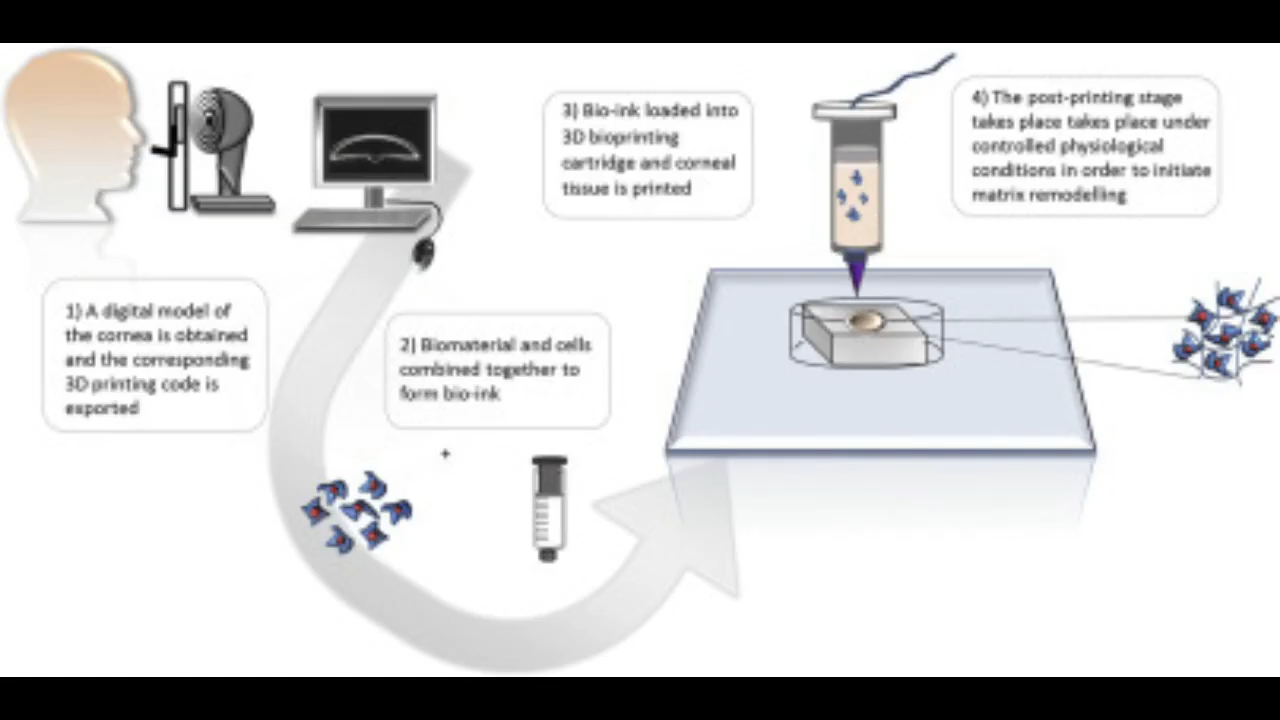 1) A digital model of
the cornea is obtained
and the corresponding
3D printing code is
exported
2) Biomaterial and cells
combined together to
form bio-ink
+
3) Bio-ink loaded into
3D bioprinting
cartridge and corneal
tissue is printed
4) The post-printing stage
takes place takes place under
controlled physiological
conditions in order to initiate
matrix remodelling